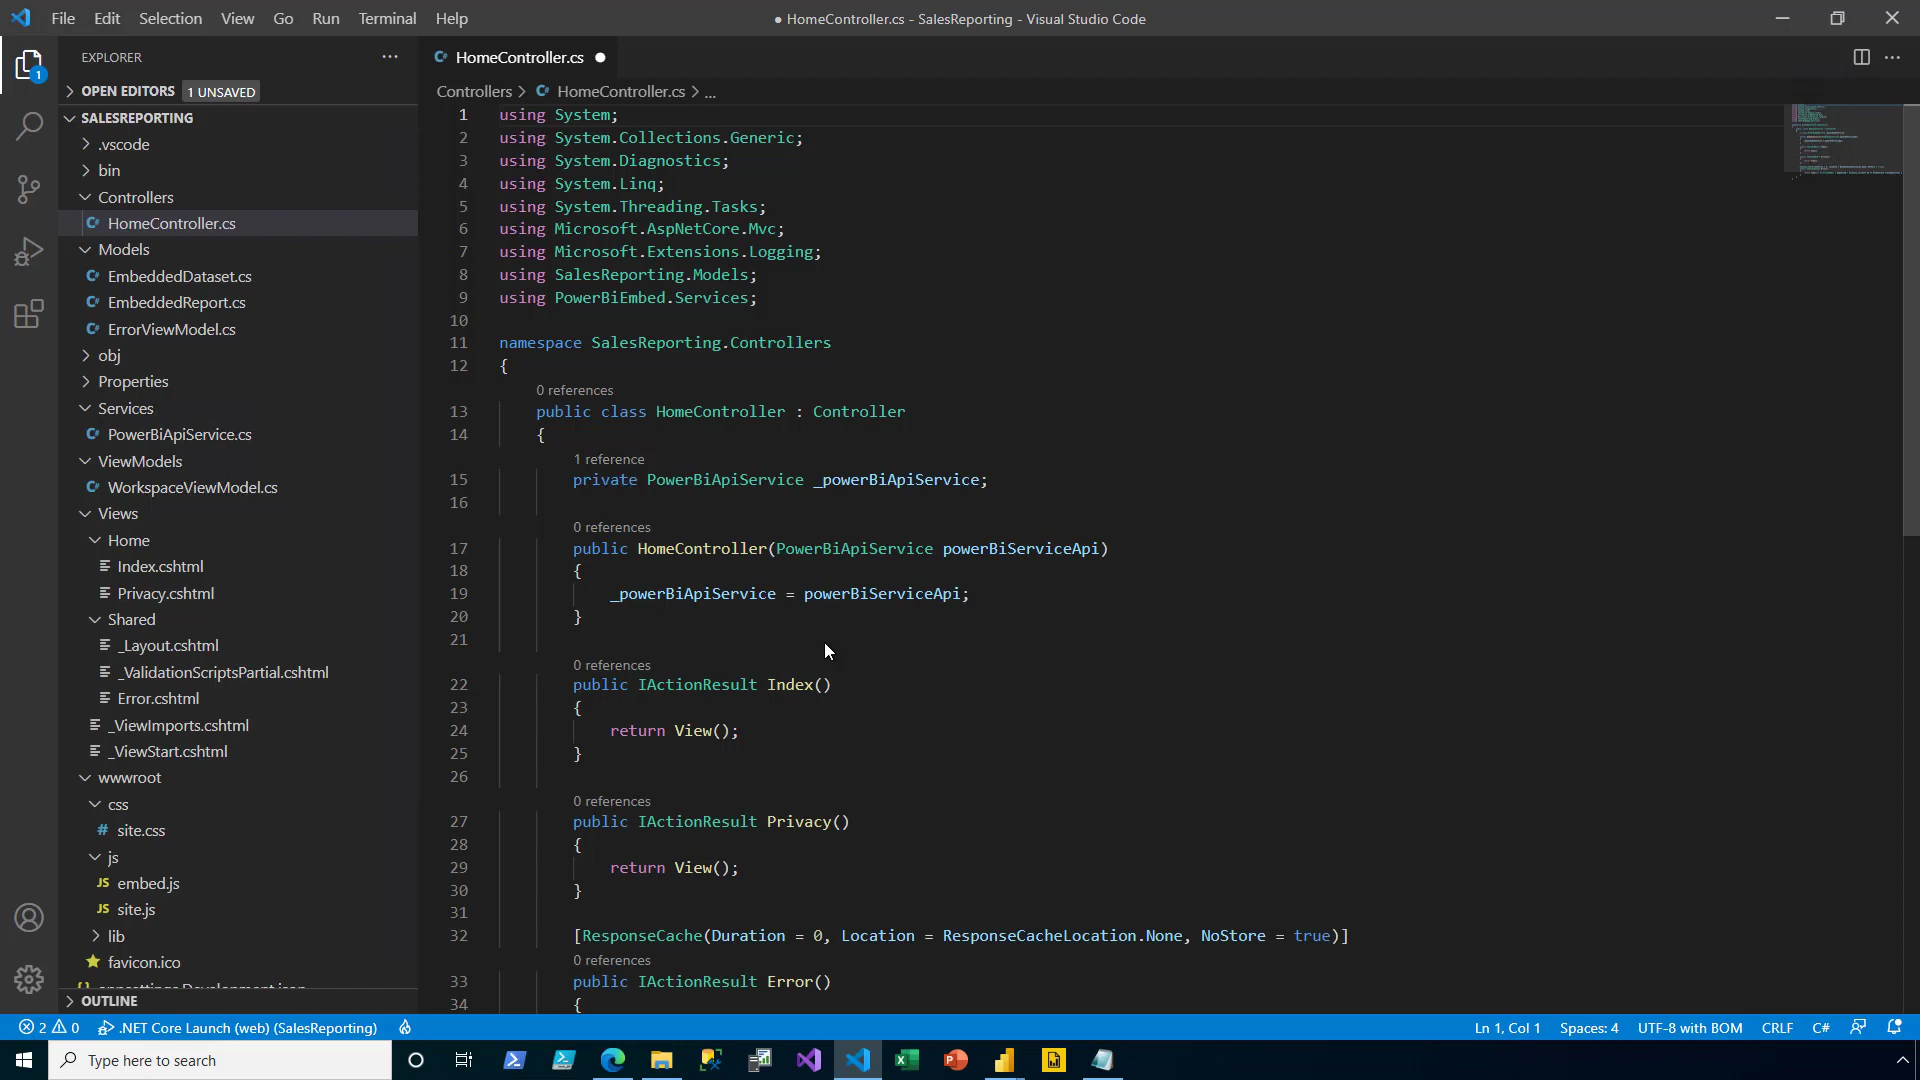 File Edit Selection View Go Run Terminal Help
● HomeController.cs - SalesReporting - Visual Studio Code
EXPLORER
OPEN EDITORS 1 UNSAVED
SALESREPORTING
.vscode
bin
Controllers
HomeController.cs
Models
EmbeddedDataset.cs
EmbeddedReport.cs
ErrorViewModel.cs
obj
Properties
Services
PowerBiApiService.cs
ViewModels
WorkspaceViewModel.cs
Views
Home
Index.cshtml
Privacy.cshtml
Shared
_Layout.cshtml
_ValidationScriptsPartial.cshtml
Error.cshtml
_ViewImports.cshtml
_ViewStart.cshtml
wwwroot
css
# site.css
js
JS embed.js
JS site.js
lib
favicon.ico
OUTLINE
1
HomeController.cs
Controllers > HomeController.cs > ...
1 using System;
2 using System.Collections.Generic;
3 using System.Diagnostics;
4 using System.Linq;
5 using System.Threading.Tasks;
6 using Microsoft.AspNetCore.Mvc;
7 using Microsoft.Extensions.Logging;
8 using SalesReporting.Models;
9 using PowerBiEmbed.Services;
10
11 namespace SalesReporting.Controllers
12 {
0 references
13 public class HomeController : Controller
14 {
1 reference
15 private PowerBiApiService _powerBiApiService;
16
0 references
17 public HomeController(PowerBiApiService powerBiServiceApi)
18 {
19 _powerBiApiService = powerBiServiceApi;
20 }
21
0 references
22 public IActionResult Index()
23 {
24 return View();
25 }
26
0 references
27 public IActionResult Privacy()
28 {
29 return View();
30 }
31
32 [ResponseCache(Duration = 0, Location = ResponseCacheLocation.None, NoStore = true)]
0 references
33 public IActionResult Error()
34 {
2 0 .NET Core Launch (web) (SalesReporting)
Ln 1, Col 1 Spaces: 4 UTF-8 with BOM CRLF C#
Type here to search